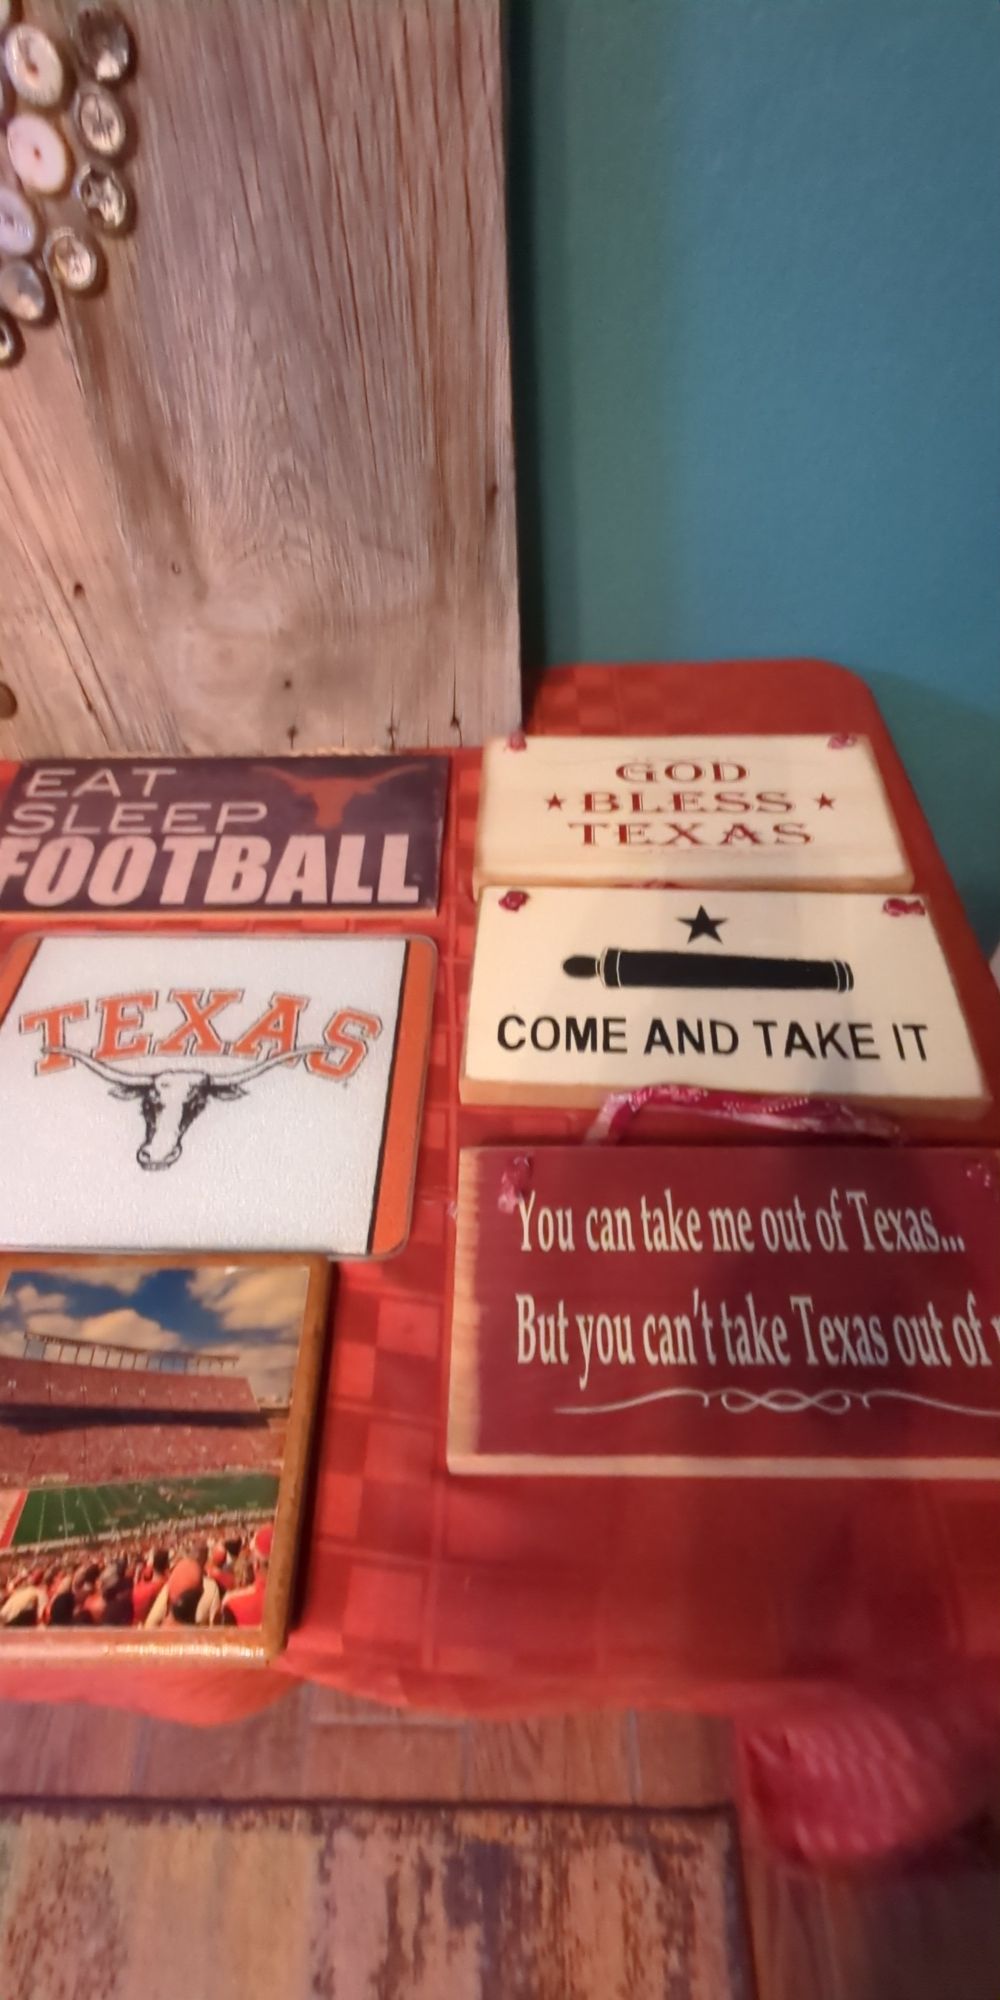 EAT
SLEEP
FOOTBALL
TEXAS
GOD
BLESS
TEXAS
COME AND TAKE IT
You can take me out of Texas...
But you can't take Texas out of